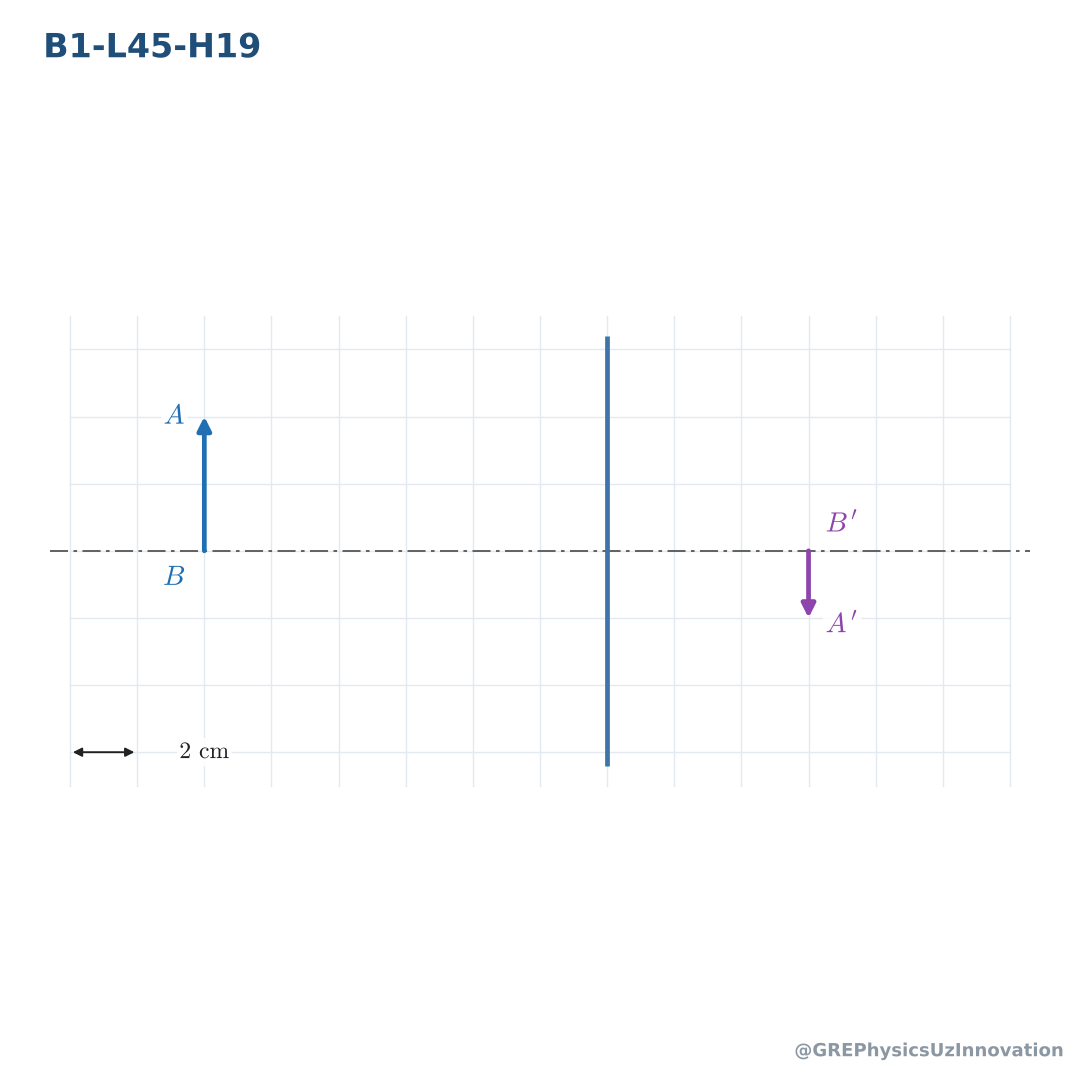 B1-L45-H19
A
B
B′
A′
2 cm
@GREPhysicsUzInnovation